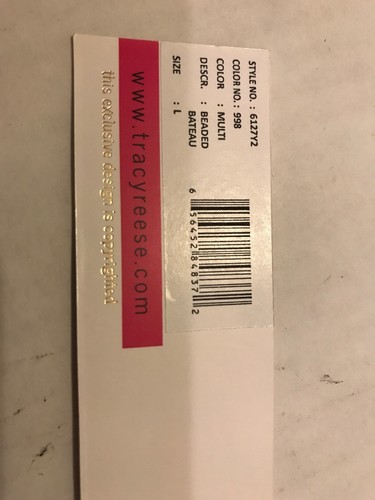 STYLE NO. : 6127Y2
COLOR NO. : 998
COLOR : MULTI
DESCR. : BEADED
BATEAU
SIZE : L
6 56452 84837 2
www.tracyreese.com
this exclusive design is copyrighted